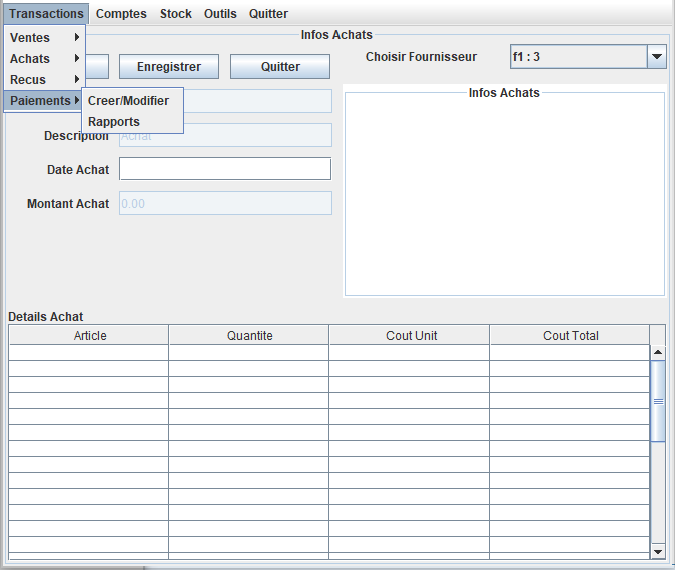 Transactions Comptes Stock Outils Quitter
Infos Achats
Ventes
Achats
Recus
Paiements
Creer/Modifier
Rapports
Enregistrer Quitter
Choisir Fournisseur f1 : 3
Infos Achats
Description Achat
Date Achat
Montant Achat 0.00
Details Achat
Article Quantite Cout Unit Cout Total